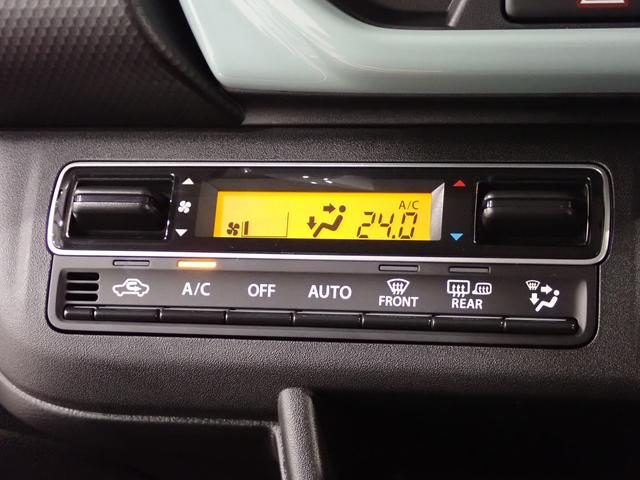 A/C
24.0
A/C
OFF
AUTO
FRONT
REAR